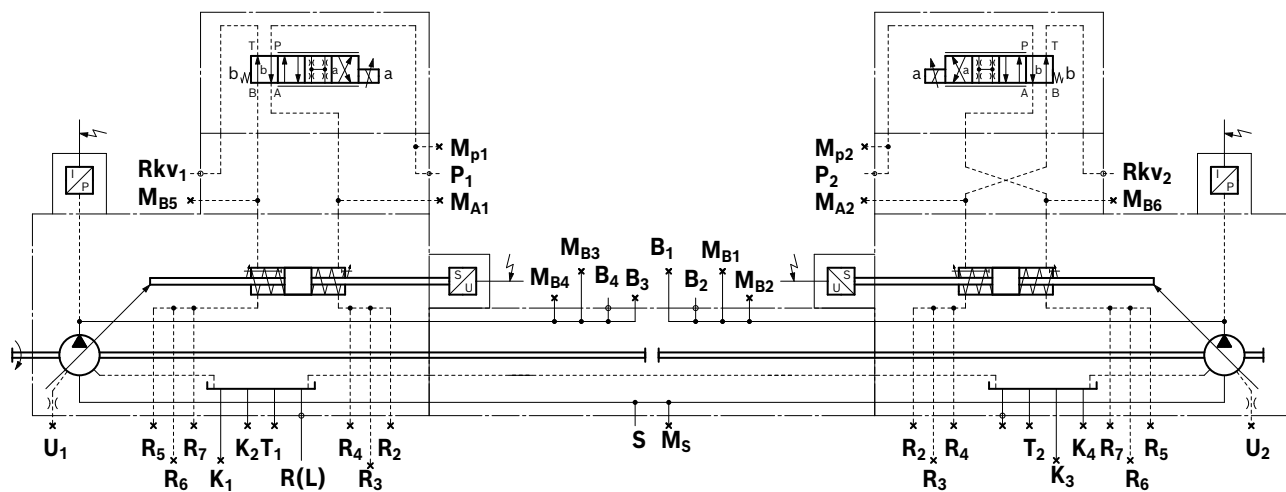 T P P T
b b a a a a b b
B A A B
Mp1 Mp2
I P Rkv1 P1 P2 Rkv2 I P
MB5 MA1 MA2 MB6
MB3 B1 MB1
S U MB4 B4 B3 B2 MB2 S U
U1 R5 R7 K2 T1 R4 R2 S MS R2 R4 T2 K4 R7 R5 U2
R6 K1 R(L) R3 R3 K3 R6